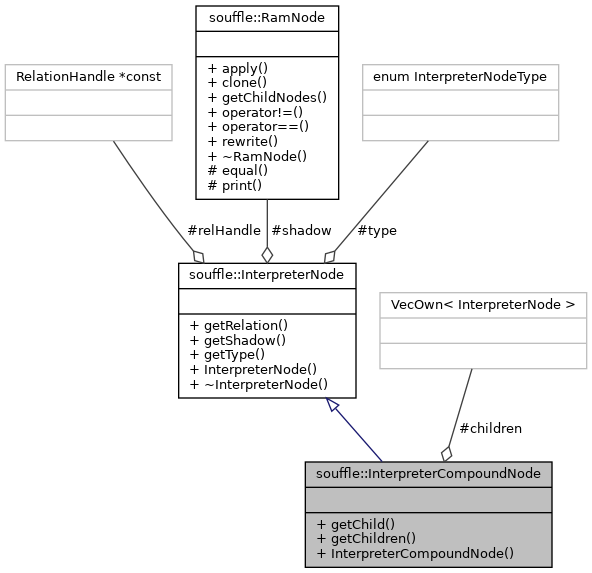 souffle::RamNode
+ apply()
+ clone()
+ getChildNodes()
+ operator!=()
+ operator==()
+ rewrite()
+ ~RamNode()
# equal()
# print()
RelationHandle *const
enum InterpreterNodeType
#relHandle
#shadow
#type
souffle::InterpreterNode
+ getRelation()
+ getShadow()
+ getType()
+ InterpreterNode()
+ ~InterpreterNode()
VecOwn< InterpreterNode >
#children
souffle::InterpreterCompoundNode
+ getChild()
+ getChildren()
+ InterpreterCompoundNode()